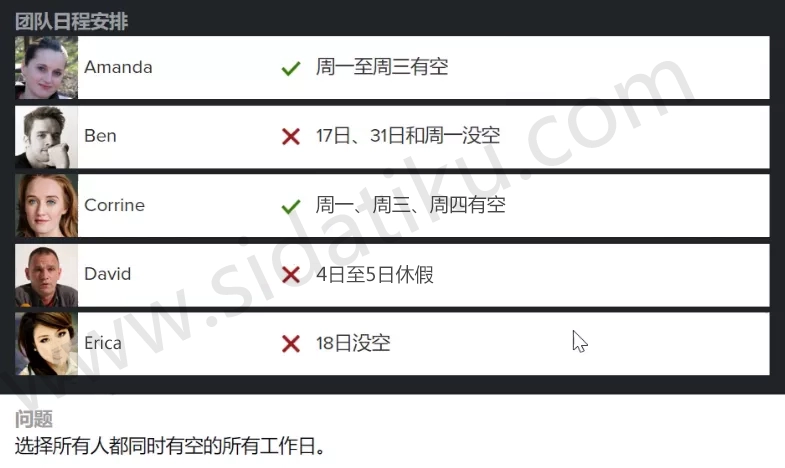 团队日程安排
Amanda 周一至周三有空
Ben 17日、31日和周一没空
Corrine 周一、周三、周四有空
David 4日至5日休假
Erica 18日没空
问题
选择所有人都同时有空的所有工作日。
www.sidatiku.com